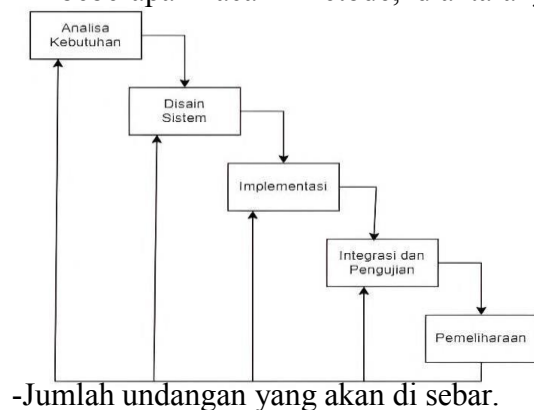 Analisa
Kebutuhan
Disain
Sistem
Implementasi
Integrasi dan
Pengujian
Pemeliharaan
-Jumlah undangan yang akan di sebar.